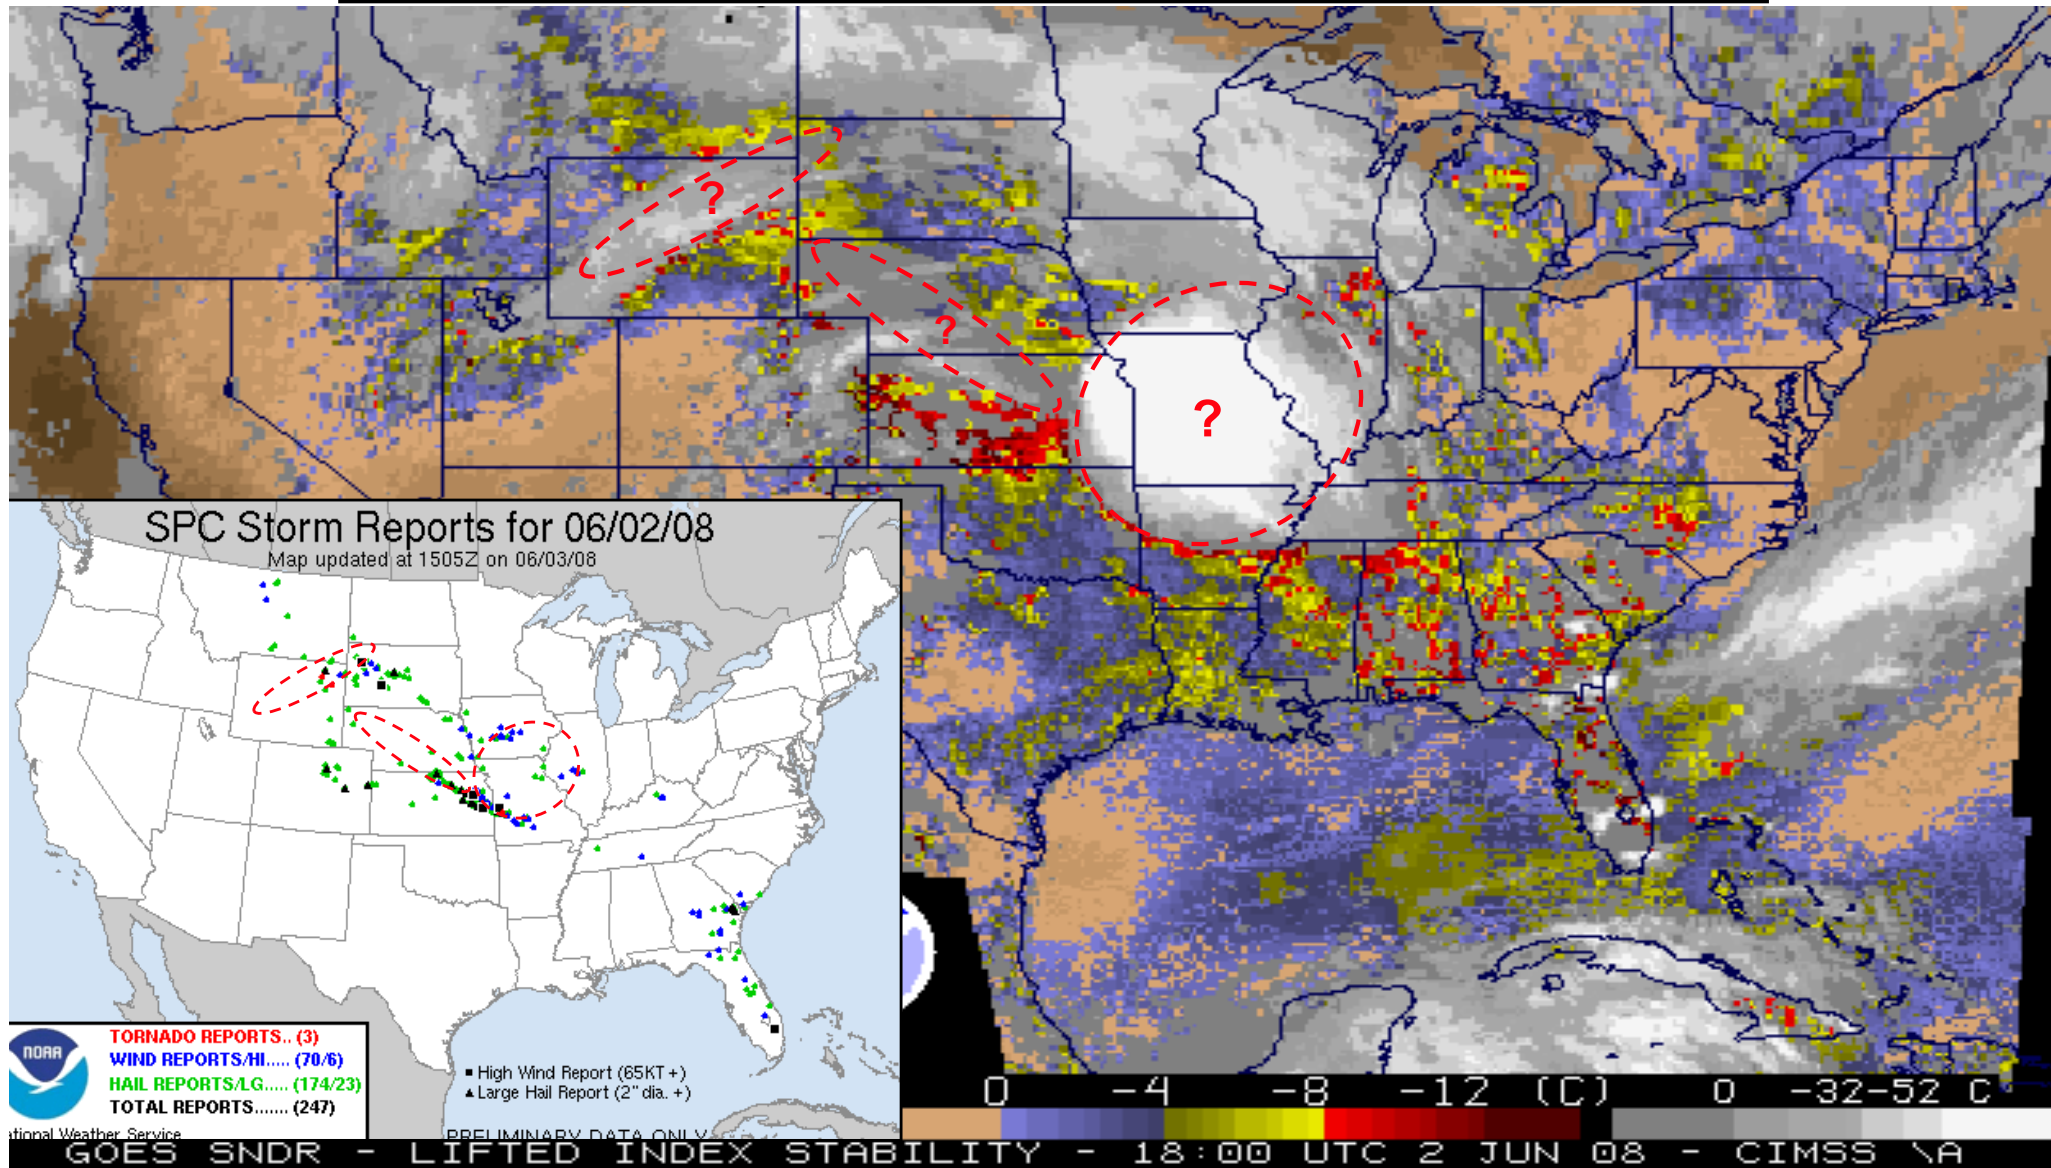 ?
?
?
SPC Storm Reports for 06/02/08
Map updated at 1505Z on 06/03/08
NOAA
TORNADO REPORTS.. (3)
WIND REPORTS/HI..... (70/6)
HAIL REPORTS/LG..... (174/23)
TOTAL REPORTS....... (247)
National Weather Service
■ High Wind Report (65KT +)
▲ Large Hail Report (2" dia. +)
PRELIMINARY DATA ONLY
0 -4 -8 -12 (C) 0 -32-52 C
GOES SNDR - LIFTED INDEX STABILITY - 18:00 UTC 2 JUN 08 - CIMSS \A